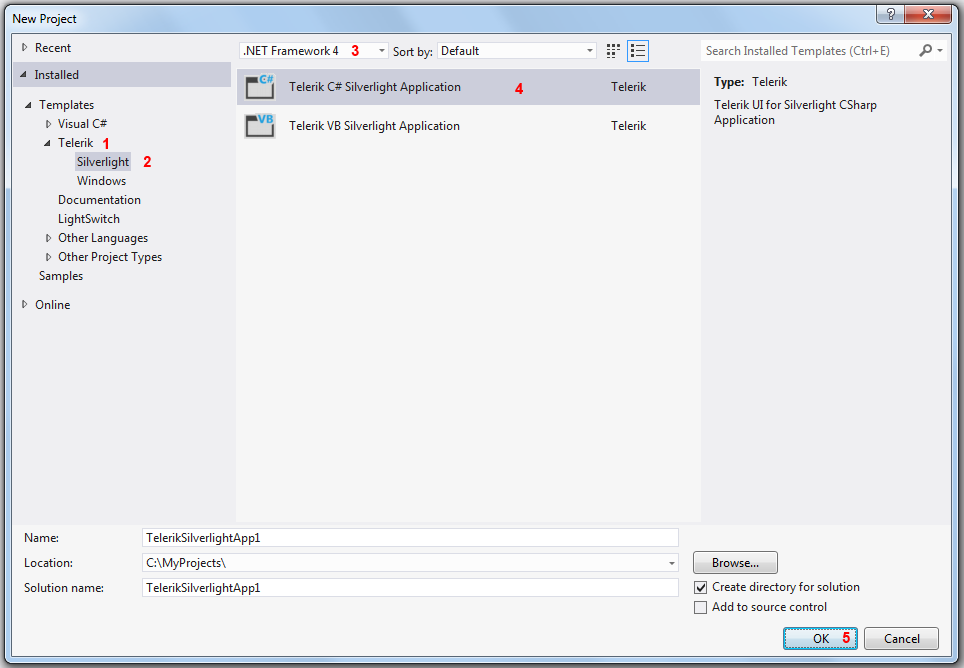 New Project
?
Recent
.NET Framework 4 3
Sort by: Default
Search Installed Templates (Ctrl+E)
Installed
Templates
Visual C#
Telerik 1
Silverlight 2
Windows
Documentation
LightSwitch
Other Languages
Other Project Types
Samples
Online
C# Telerik C# Silverlight Application 4 Telerik
VB Telerik VB Silverlight Application Telerik
Type: Telerik
Telerik UI for Silverlight CSharp
Application
Name: TelerikSilverlightApp1
Location: C:\MyProjects\ Browse...
Solution name: TelerikSilverlightApp1
Create directory for solution
Add to source control
OK 5 Cancel